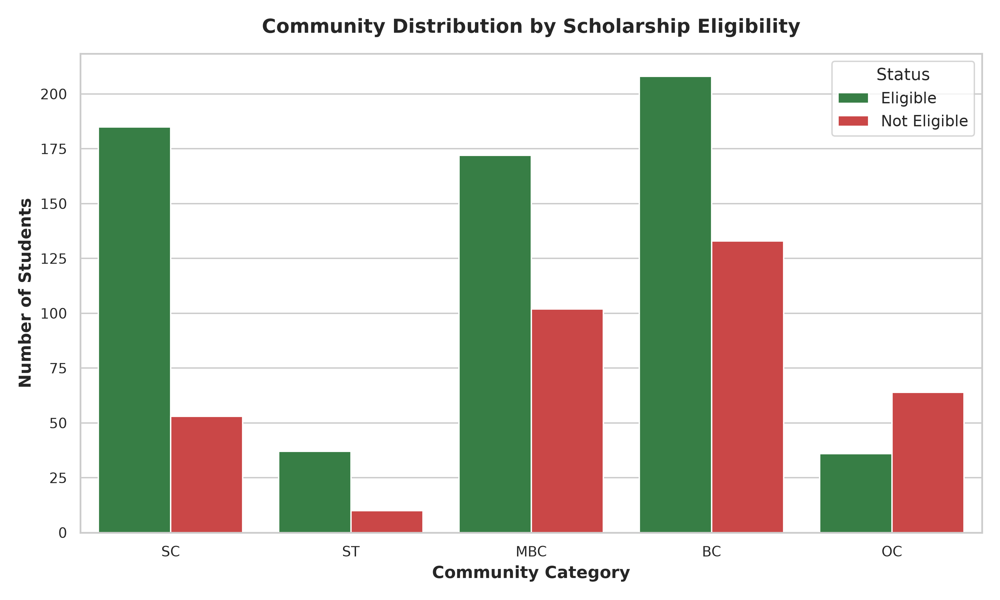 Community Distribution by Scholarship Eligibility
Status
Eligible
Not Eligible
Number of Students
200
175
150
125
100
75
50
25
0
SC ST MBC BC OC
Community Category